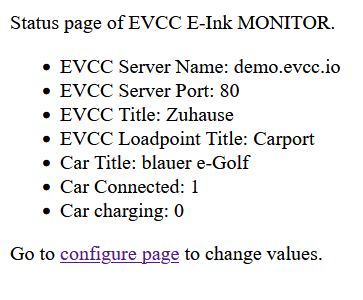 Status page of EVCC E-Ink MONITOR.
• EVCC Server Name: demo.evcc.io
• EVCC Server Port: 80
• EVCC Title: Zuhause
• EVCC Loadpoint Title: Carport
• Car Title: blauer e-Golf
• Car Connected: 1
• Car charging: 0
Go to configure page to change values.